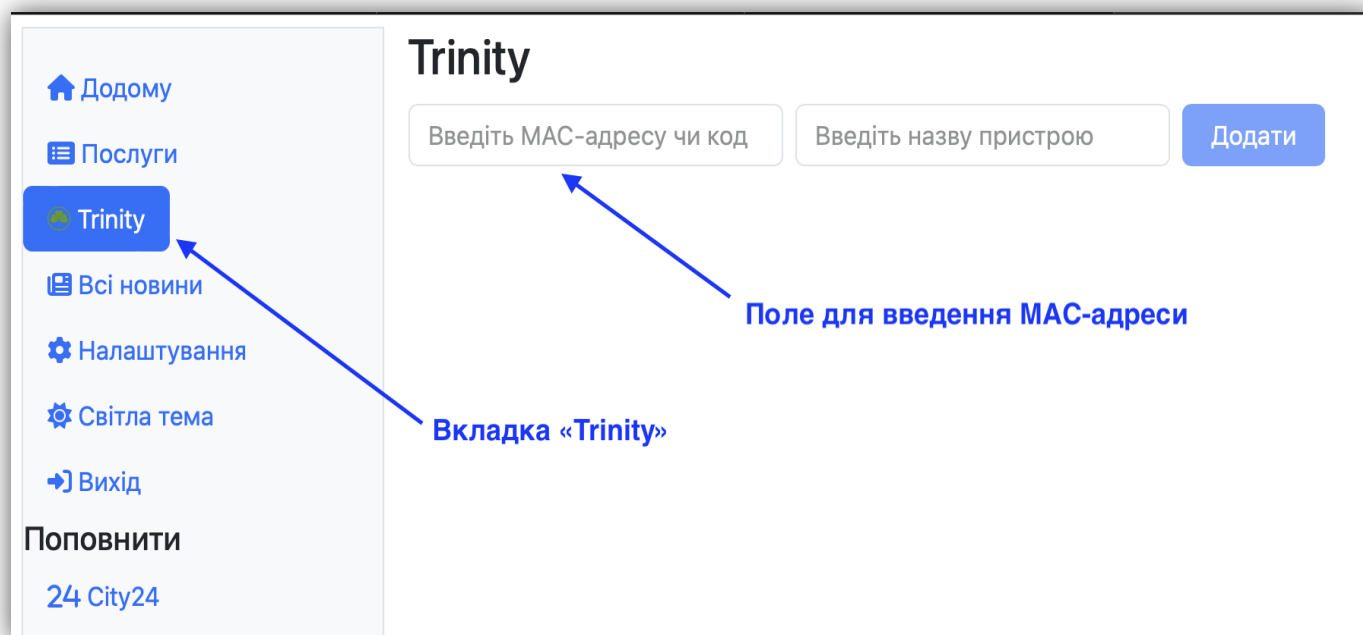 Trinity
Додому
Введіть MAC-адресу чи код
Введіть назву пристрою
Додати
Послуги
Trinity
Всі новини
Поле для введення МАС-адреси
Налаштування
Світла тема
Вкладка «Trinity»
Вихід
Поповнити
24 City24